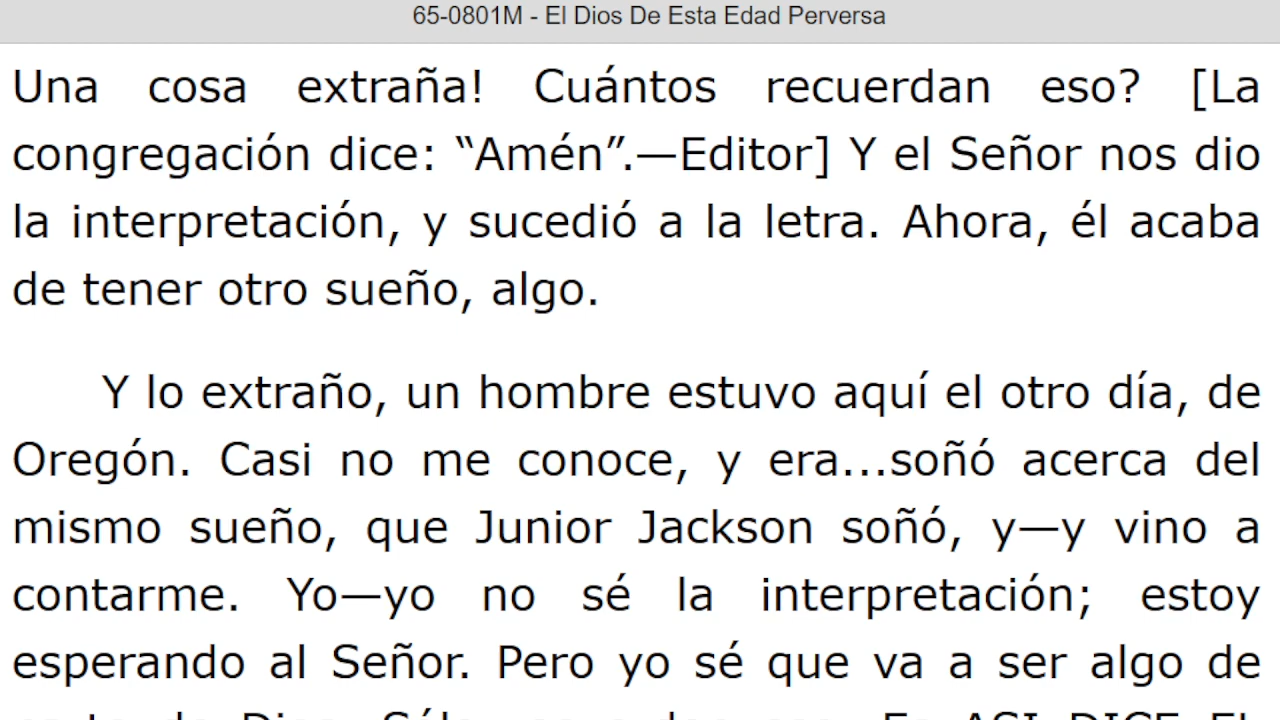 65-0801M - El Dios De Esta Edad Perversa
Una cosa extraña! Cuántos recuerdan eso? [La
congregación dice: “Amén”.—Editor] Y el Señor nos dio
la interpretación, y sucedió a la letra. Ahora, él acaba
de tener otro sueño, algo.
Y lo extraño, un hombre estuvo aquí el otro día, de
Oregón. Casi no me conoce, y era...soñó acerca del
mismo sueño, que Junior Jackson soñó, y—y vino a
contarme. Yo—yo no sé la interpretación; estoy
esperando al Señor. Pero yo sé que va a ser algo de